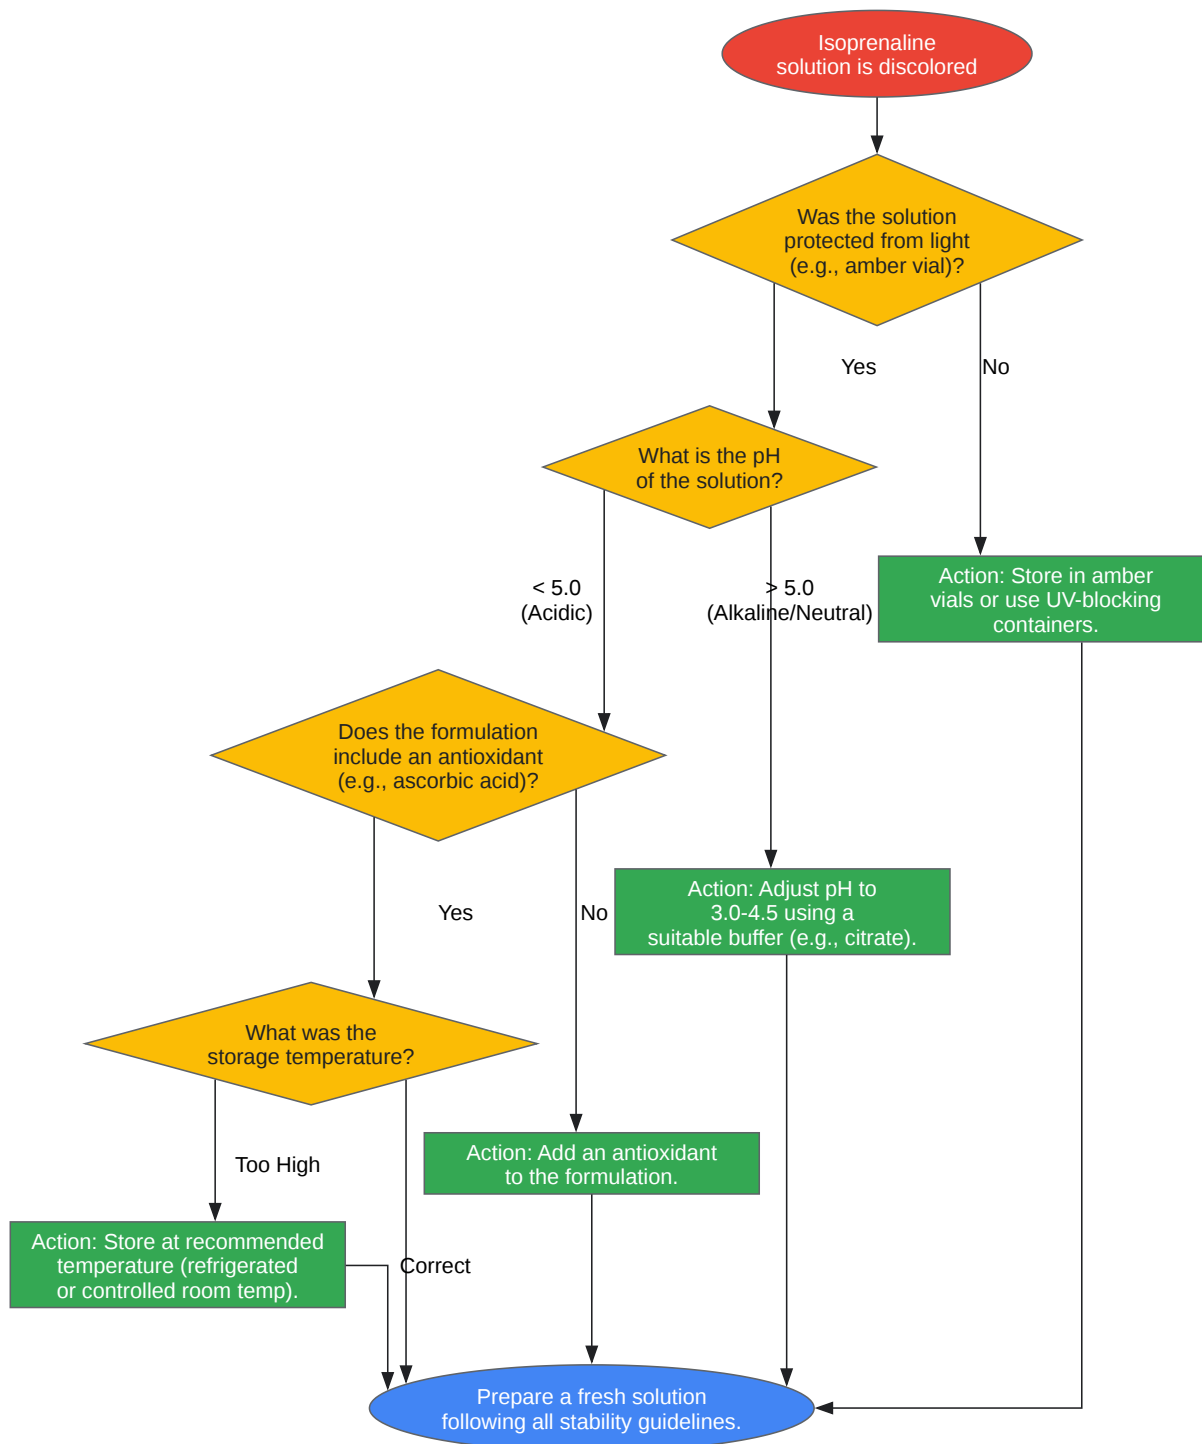 Isoprenaline
solution is discolored
Was the solution
protected from light
(e.g., amber vial)?
Yes
No
What is the pH
of the solution?
< 5.0
(Acidic)
> 5.0
(Alkaline/Neutral)
Action: Store in amber
vials or use UV-blocking
containers.
Does the formulation
include an antioxidant
(e.g., ascorbic acid)?
Yes
No
Action: Adjust pH to
3.0-4.5 using a
suitable buffer (e.g., citrate).
What was the
storage temperature?
Too High
Correct
Action: Add an antioxidant
to the formulation.
Action: Store at recommended
temperature (refrigerated
or controlled room temp).
Prepare a fresh solution
following all stability guidelines.